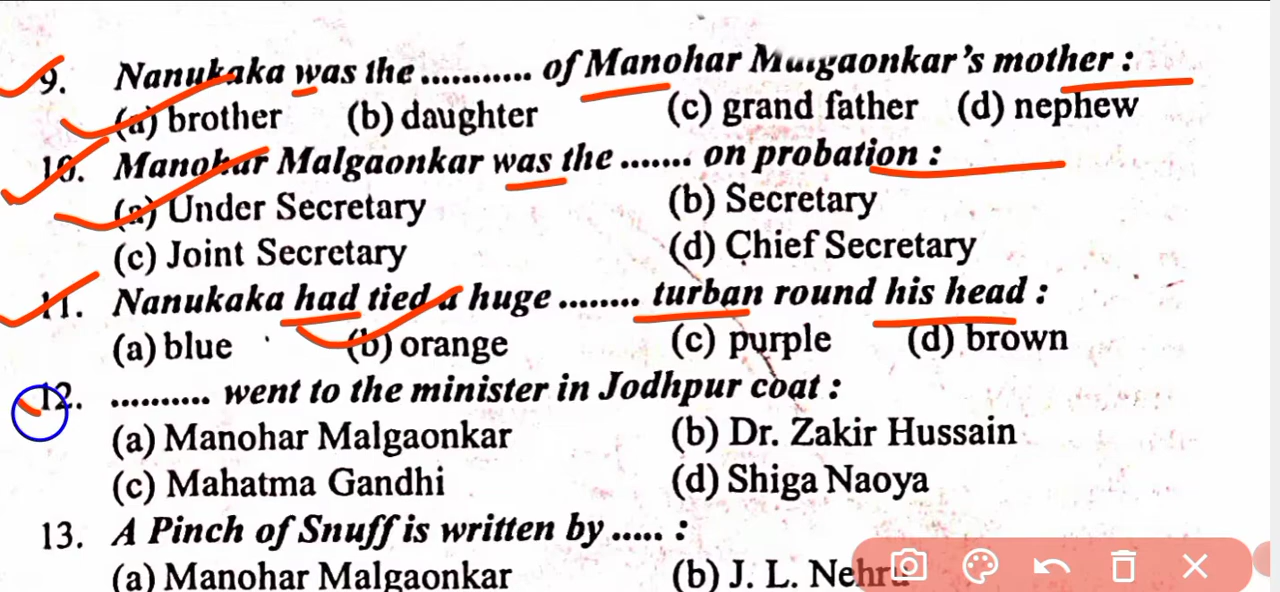 9. Nanukaka was the ........... of Manohar Malgaonkar's mother :
(a) brother (b) daughter (c) grand father (d) nephew
10. Manohar Malgaonkar was the ....... on probation :
(a) Under Secretary (b) Secretary
(c) Joint Secretary (d) Chief Secretary
11. Nanukaka had tied a huge ........ turban round his head :
(a) blue (b) orange (c) purple (d) brown
12. .......... went to the minister in Jodhpur coat :
(a) Manohar Malgaonkar (b) Dr. Zakir Hussain
(c) Mahatma Gandhi (d) Shiga Naoya
13. A Pinch of Snuff is written by ..... :
(a) Manohar Malgaonkar (b) J. L. Nehru